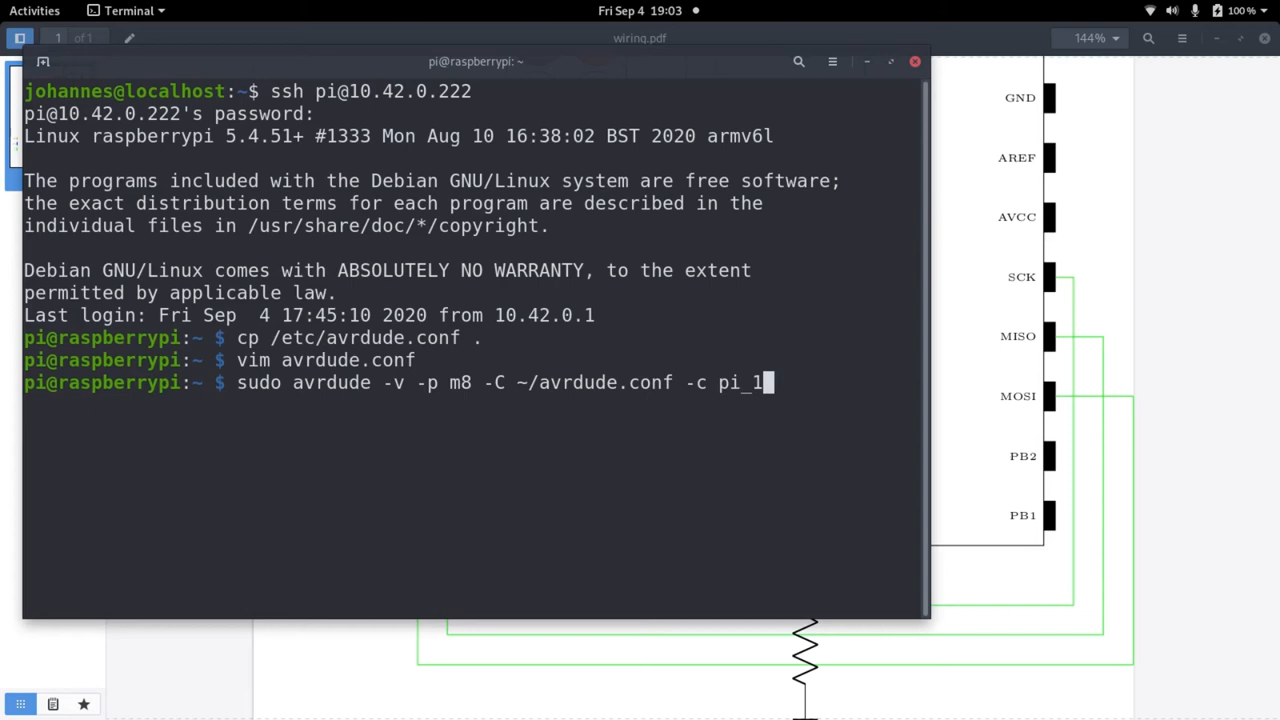 Activities Terminal Fri Sep 4 19:03 100 %
1 of 1 wiring.pdf 144%
pi@raspberrypi: ~
johannes@localhost:~$ ssh pi@10.42.0.222
pi@10.42.0.222's password:
Linux raspberrypi 5.4.51+ #1333 Mon Aug 10 16:38:02 BST 2020 armv6l
The programs included with the Debian GNU/Linux system are free software;
the exact distribution terms for each program are described in the
individual files in /usr/share/doc/*/copyright.
Debian GNU/Linux comes with ABSOLUTELY NO WARRANTY, to the extent
permitted by applicable law.
Last login: Fri Sep  4 17:45:10 2020 from 10.42.0.1
pi@raspberrypi:~ $ cp /etc/avrdude.conf .
pi@raspberrypi:~ $ vim avrdude.conf
pi@raspberrypi:~ $ sudo avrdude -v -p m8 -C ~/avrdude.conf -c pi_1
GND
AREF
AVCC
SCK
MISO
MOSI
PB2
PB1